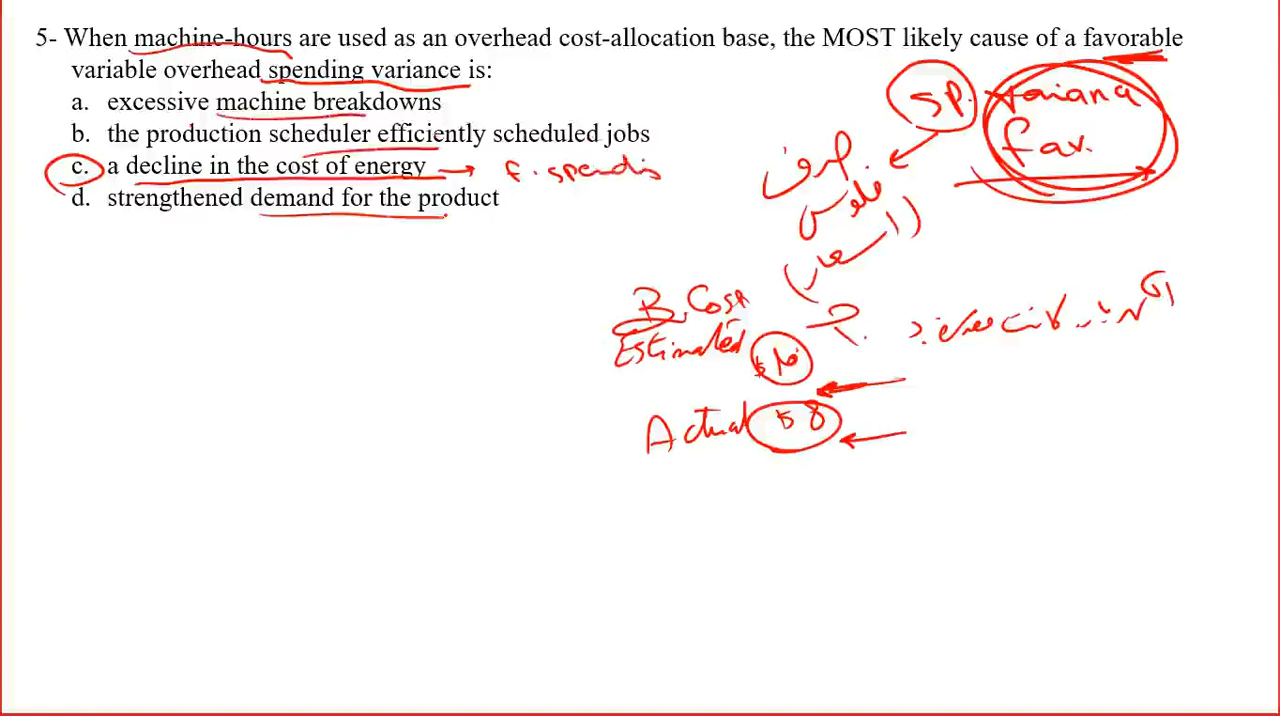 5- When machine-hours are used as an overhead cost-allocation base, the MOST likely cause of a favorable
variable overhead spending variance is:
a. excessive machine breakdowns
b. the production scheduler efficiently scheduled jobs
c. a decline in the cost of energy → F. spending
d. strengthened demand for the product
SP. Variance
fav.
صرف
فلوس
(اسعار)
B. Cost
Estimated $10
Actual $8